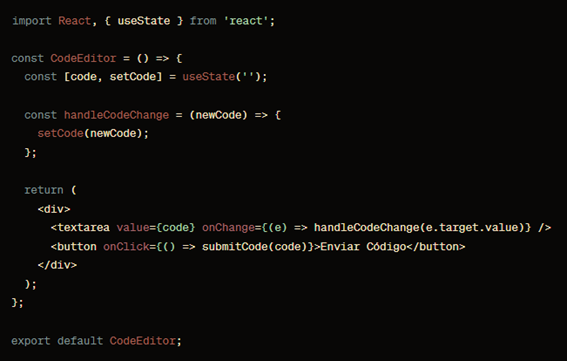 import React, { useState } from 'react';
const CodeEditor = () => {
const [code, setCode] = useState('');
const handleCodeChange = (newCode) => {
setCode(newCode);
};
return (
<div>
<textarea value={code} onChange={(e) => handleCodeChange(e.target.value)} />
<button onClick={() => submitCode(code)}>Enviar Código</button>
</div>
);
};
export default CodeEditor;